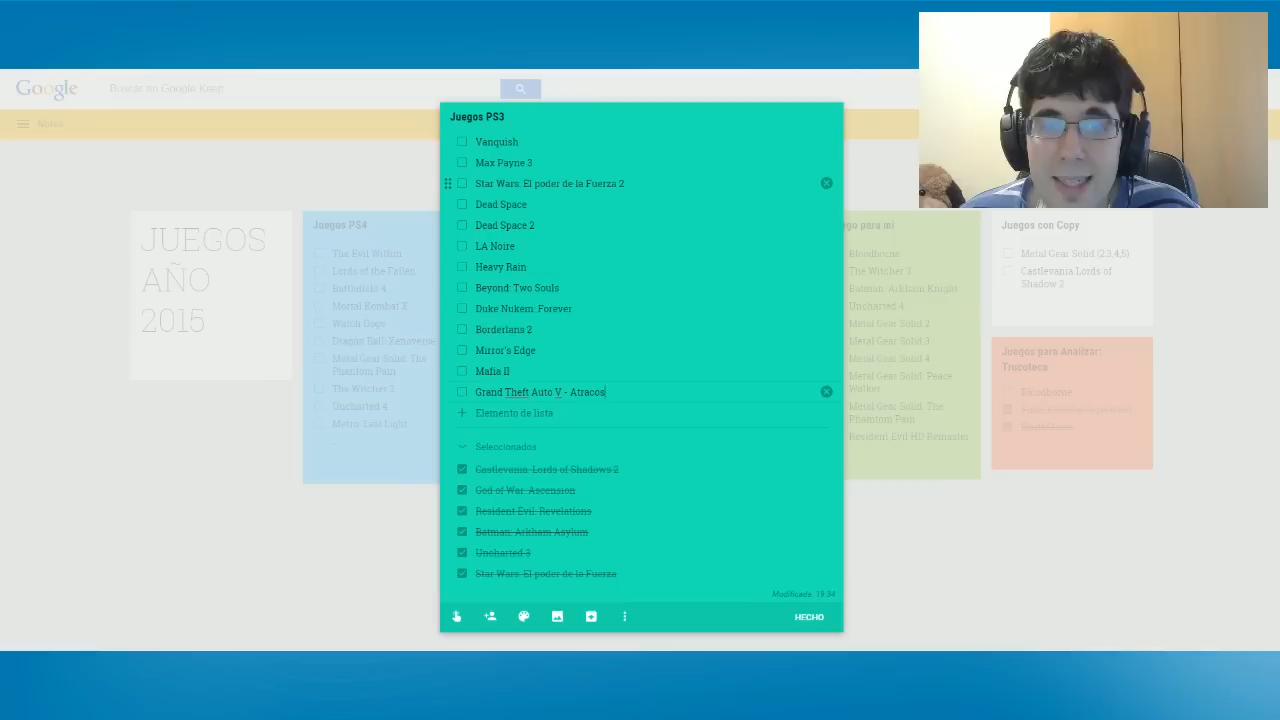 Google
Buscar en Google Keep
Notas
JUEGOS
AÑO
2015
Juegos PS4
The Evil Within
Lords of the Fallen
Battlefield 4
Mortal Kombat X
Watch Dogs
Dragon Ball: Xenoverse
Metal Gear Solid: The
Phantom Pain
The Witcher 3
Uncharted 4
Metro: Last Light
Juegos PS3
Vanquish
Max Payne 3
Star Wars: El poder de la Fuerza 2
Dead Space
Dead Space 2
LA Noire
Heavy Rain
Beyond: Two Souls
Duke Nukem: Forever
Borderlans 2
Mirror's Edge
Mafia II
Grand Theft Auto V - Atracos
Elemento de lista
Seleccionados
Castlevania: Lords of Shadows 2
God of War: Ascension
Resident Evil: Revelations
Batman: Arkham Asylum
Uncharted 3
Star Wars: El poder de la Fuerza
Modificada: 19:34
HECHO
go para mi
Bloodborne
The Witcher 3
Batman: Arkham Knight
Uncharted 4
Metal Gear Solid 2
Metal Gear Solid 3
Metal Gear Solid 4
Metal Gear Solid: Peace
Walker
Metal Gear Solid: The
Phantom Pain
Resident Evil HD Remaster
Juegos con Copy
Metal Gear Solid (2,3,4,5)
Castlevania Lords of
Shadow 2
Juegos para Analizar:
Trucoteca
Bloodborne